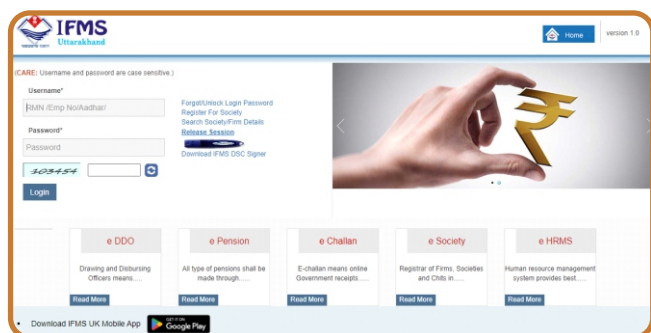 IFMS
Uttarakhand
Home
version 1.0
(CARE: Username and password are case sensitive.)
Username*
RMN /Emp No/Aadhar/
Password*
Password
103454
Login
Forgot/Unlock Login Password
Register For Society
Search Society/Firm Details
Release Session
Download IFMS DSC Signer
e DDO
Drawing and Disbursing
Officers means.....
Read More
e Pension
All type of pensions shall be
made through.....
Read More
e Challan
E-challan means online
Government receipts.....
Read More
e Society
Registrar of Firms, Societies
and Chits in.....
Read More
e HRMS
Human resource management
system provides best.....
Read More
Download IFMS UK Mobile App
GET IT ON
Google Play